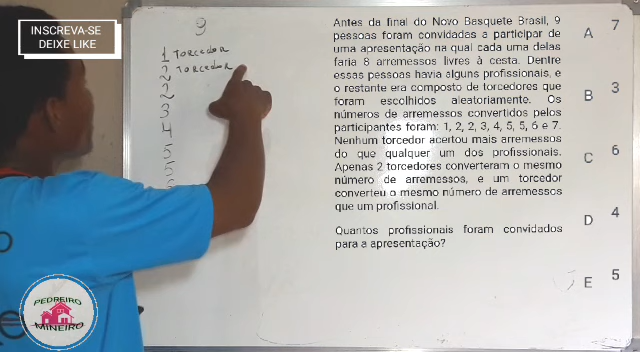 INSCREVA-SE
DEIXE LIKE
9
1 TORCEDOR
2 TORCEDOR
2
3
4
5
5
Antes da final do Novo Basquete Brasil, 9
pessoas foram convidadas a participar de
uma apresentação na qual cada uma delas
faria 8 arremessos livres à cesta. Dentre
essas pessoas havia alguns profissionais, e
o restante era composto de torcedores que
foram escolhidos aleatoriamente. Os
números de arremessos convertidos pelos
participantes foram: 1, 2, 2, 3, 4, 5, 5, 6 e 7.
Nenhum torcedor acertou mais arremessos
do que qualquer um dos profissionais.
Apenas 2 torcedores converteram o mesmo
número de arremessos, e um torcedor
converteu o mesmo número de arremessos
que um profissional.
Quantos profissionais foram convidados
para a apresentação?
A 7
B 3
C 6
D 4
E 5
PEDREIRO
MINEIRO